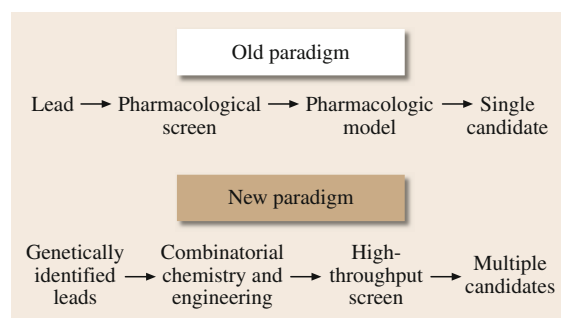 Old paradigm
Lead → Pharmacological screen → Pharmacologic model → Single candidate
New paradigm
Genetically identified leads → Combinatorial chemistry and engineering → High-throughput screen → Multiple candidates